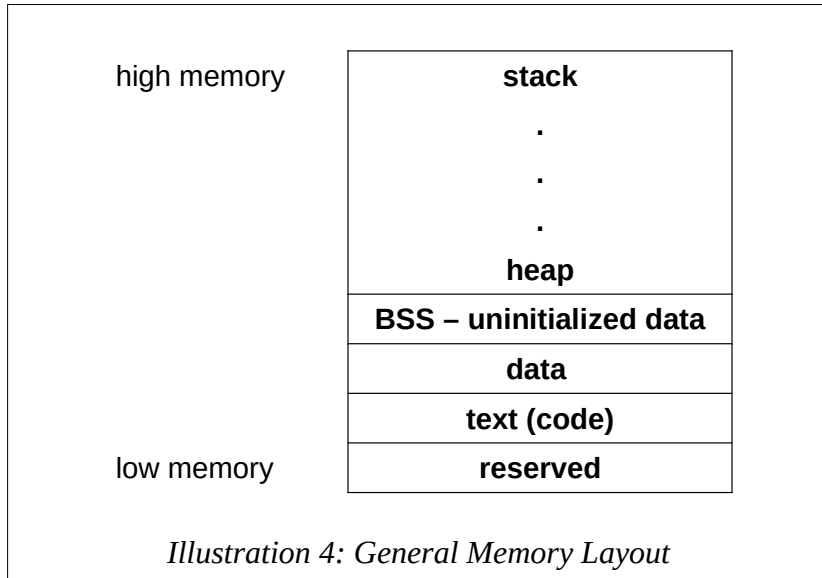 high memory stack
.
.
.
heap
BSS – uninitialized data
data
text (code)
low memory reserved
Illustration 4: General Memory Layout